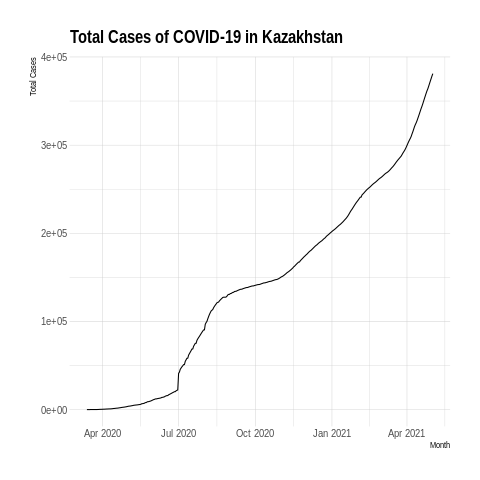 Total Cases of COVID-19 in Kazakhstan
Total Cases
4e+05
3e+05
2e+05
1e+05
0e+00
Apr 2020 Jul 2020 Oct 2020 Jan 2021 Apr 2021
Month